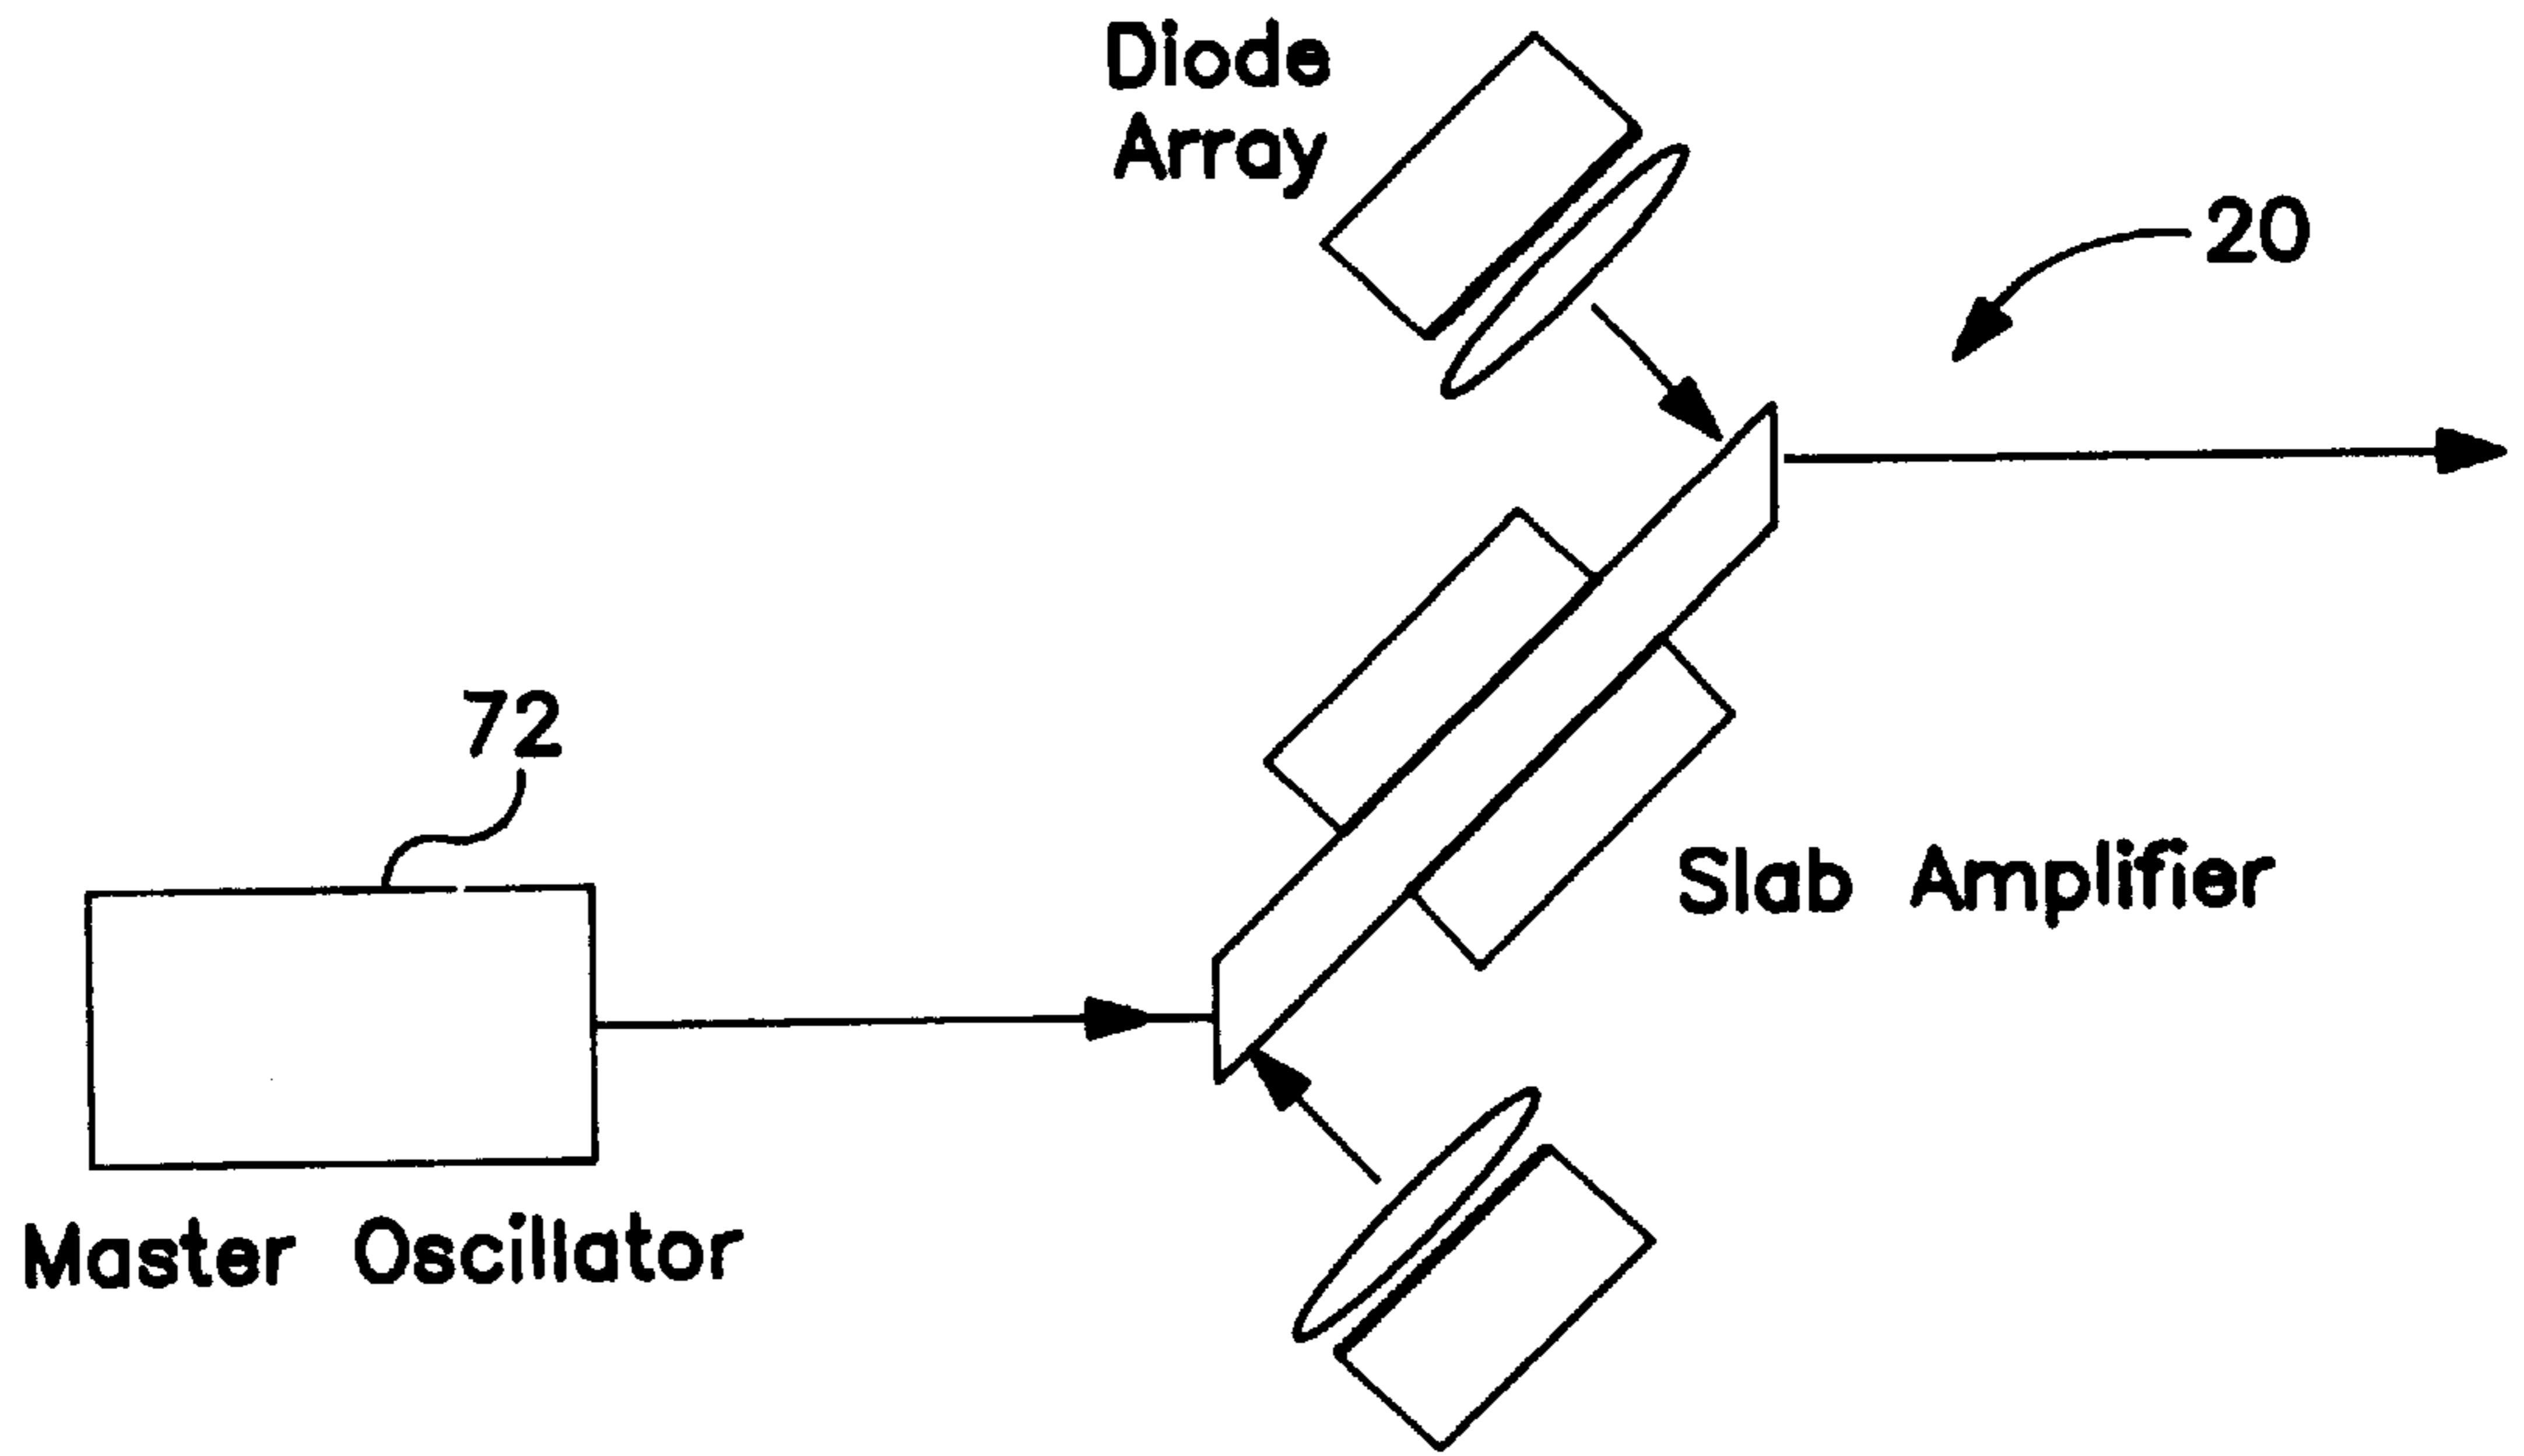 Diode
Array
20
72
Slab Amplifier
Master Oscillator